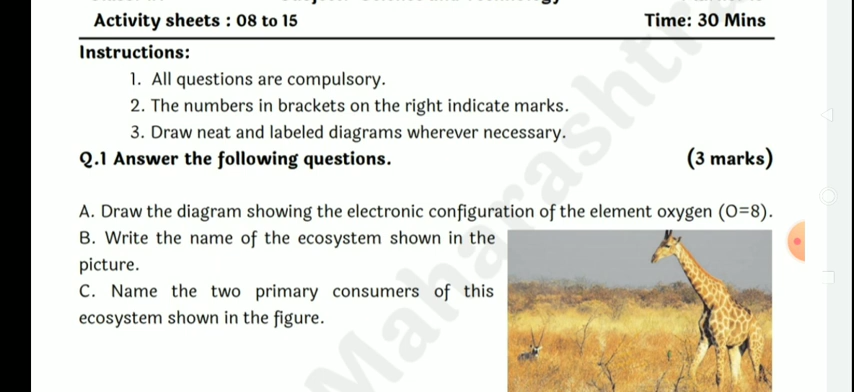 Activity sheets : 08 to 15 Time: 30 Mins
Instructions:
1. All questions are compulsory.
2. The numbers in brackets on the right indicate marks.
3. Draw neat and labeled diagrams wherever necessary.
Q.1 Answer the following questions. (3 marks)
A. Draw the diagram showing the electronic configuration of the element oxygen (O=8).
B. Write the name of the ecosystem shown in the
picture.
C. Name the two primary consumers of this
ecosystem shown in the figure.
Maharashtra